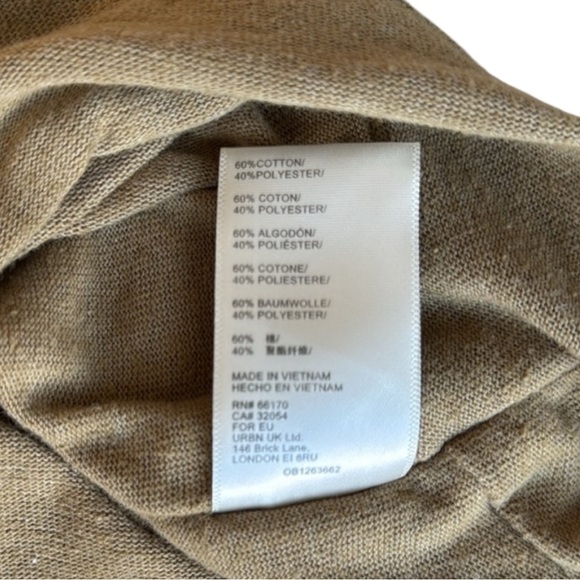 60%COTTON/
40%POLYESTER/
60% COTON/
40% POLYESTER/
60% ALGODÓN/
40% POLIÉSTER/
60% COTONE/
40% POLIESTERE/
60% BAUMWOLLE/
40% POLYESTER/
60% 棉/
40% 聚酯纤维/
MADE IN VIETNAM
HECHO EN VIETNAM
RN# 66170
CA# 32054
FOR EU
URBN UK Ltd.
146 Brick Lane,
LONDON EI 6RU
OB1263662